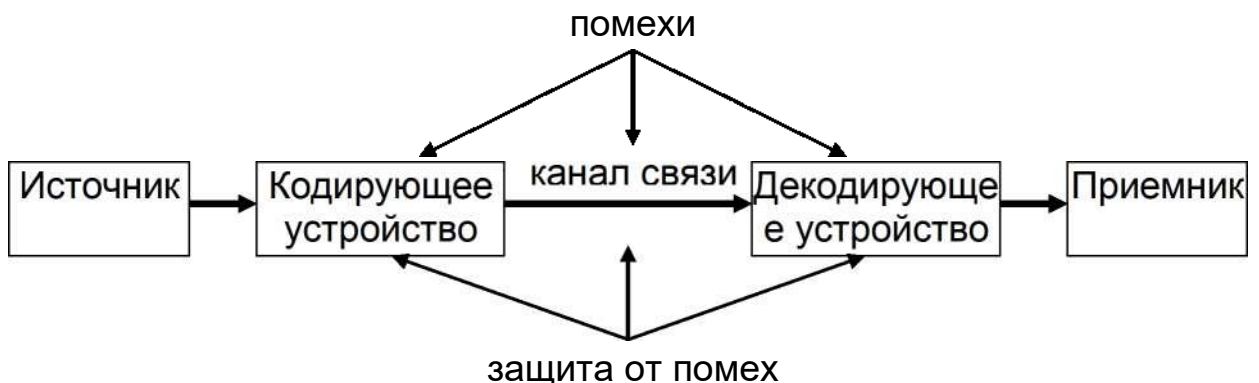 помехи
Источник
Кодирующее
устройство
канал связи
Декодирующе
е устройство
Приемник
защита от помех